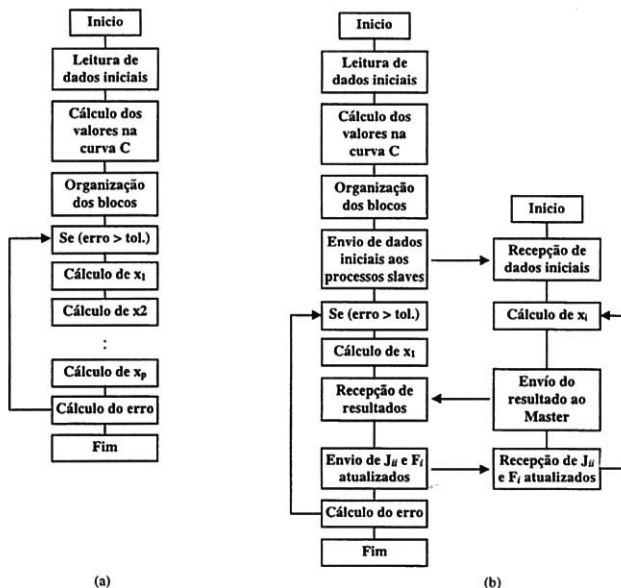 Inicio
Leitura de
dados iniciais
Cálculo dos
valores na
curva C
Organização
dos blocos
Se (erro > tol.)
Cálculo de x₁
Cálculo de x2
:
Cálculo de xₚ
Cálculo do erro
Fim
(a)
Inicio
Leitura de
dados iniciais
Cálculo dos
valores na
curva C
Organização
dos blocos
Envio de dados
iniciais aos
processos slaves
Se (erro > tol.)
Cálculo de x₁
Recepção de
resultados
Envio de Jᵢᵢ e Fᵢ
atualizados
Cálculo do erro
Fim
Inicio
Recepção de
dados iniciais
Cálculo de xᵢ
Envío do
resultado ao
Master
Recepção de Jᵢᵢ
e Fᵢ atualizados
(b)